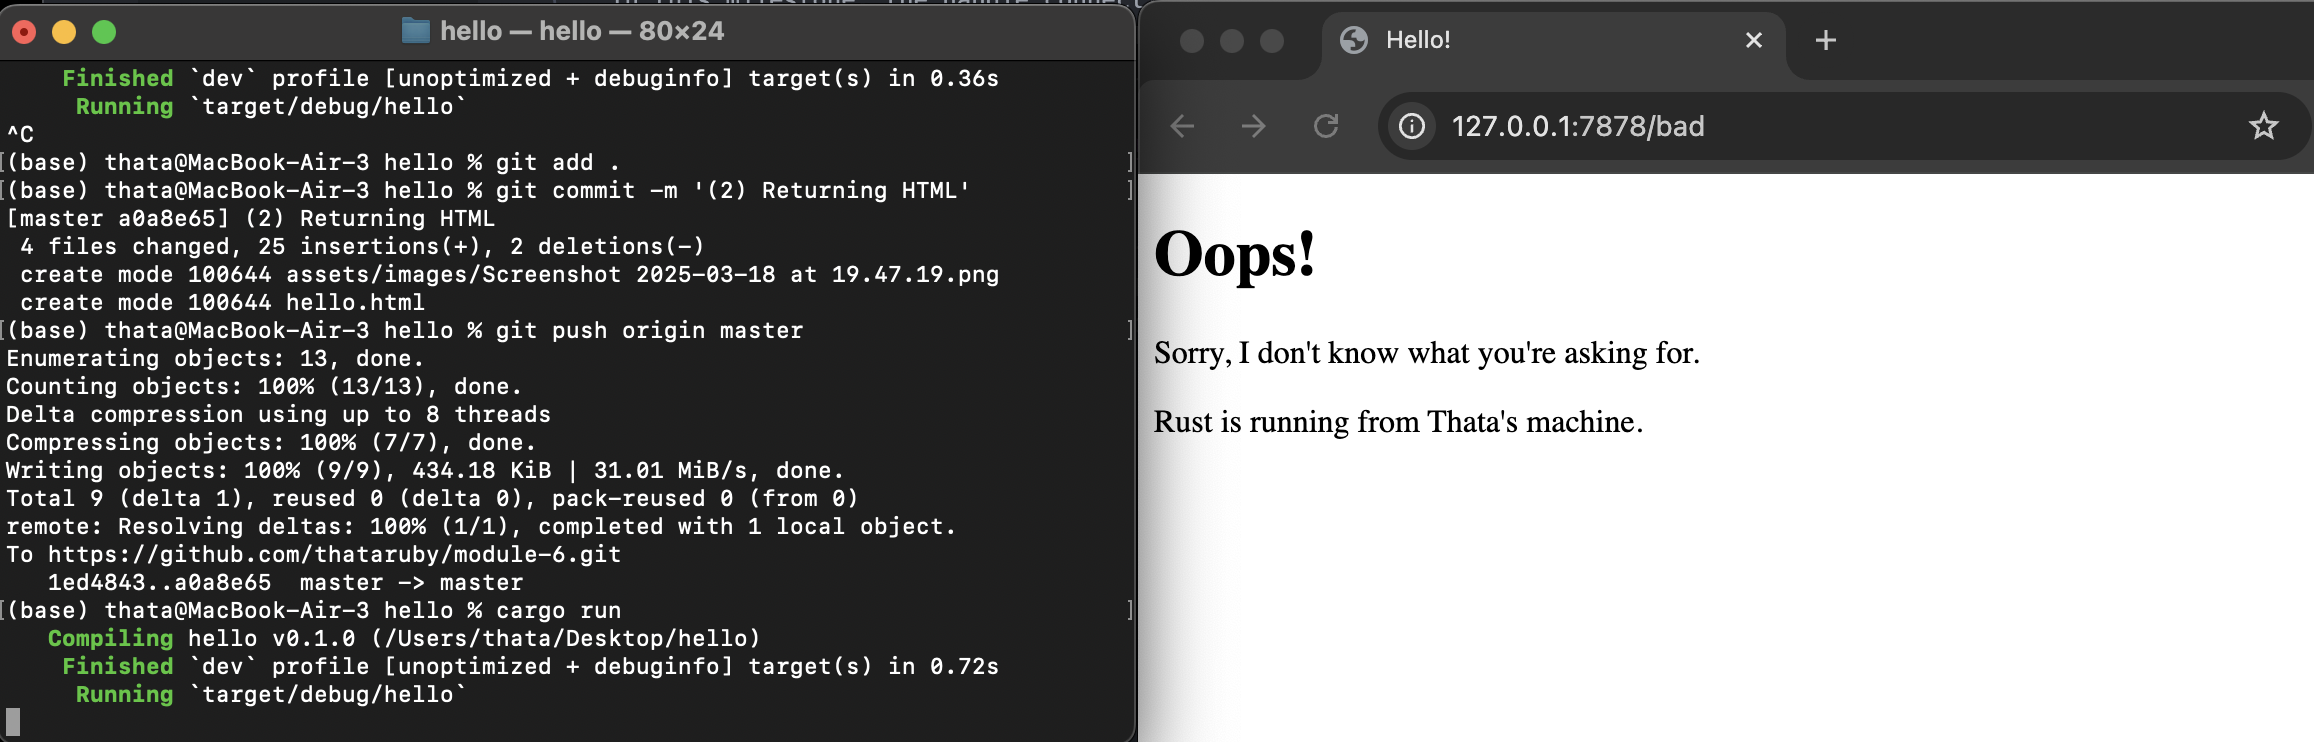 hello — hello — 80×24
    Finished `dev` profile [unoptimized + debuginfo] target(s) in 0.36s
     Running `target/debug/hello`
^C
[(base) thata@MacBook-Air-3 hello % git add .                                   ]
[(base) thata@MacBook-Air-3 hello % git commit -m '(2) Returning HTML'          ]
[master a0a8e65] (2) Returning HTML
 4 files changed, 25 insertions(+), 2 deletions(-)
 create mode 100644 assets/images/Screenshot 2025-03-18 at 19.47.19.png
 create mode 100644 hello.html
[(base) thata@MacBook-Air-3 hello % git push origin master                      ]
Enumerating objects: 13, done.
Counting objects: 100% (13/13), done.
Delta compression using up to 8 threads
Compressing objects: 100% (7/7), done.
Writing objects: 100% (9/9), 434.18 KiB | 31.01 MiB/s, done.
Total 9 (delta 1), reused 0 (delta 0), pack-reused 0 (from 0)
remote: Resolving deltas: 100% (1/1), completed with 1 local object.
To https://github.com/thataruby/module-6.git
   1ed4843..a0a8e65  master -> master
[(base) thata@MacBook-Air-3 hello % cargo run                                   ]
   Compiling hello v0.1.0 (/Users/thata/Desktop/hello)
    Finished `dev` profile [unoptimized + debuginfo] target(s) in 0.72s
     Running `target/debug/hello`
Hello!
127.0.0.1:7878/bad
Oops!
Sorry, I don't know what you're asking for.
Rust is running from Thata's machine.